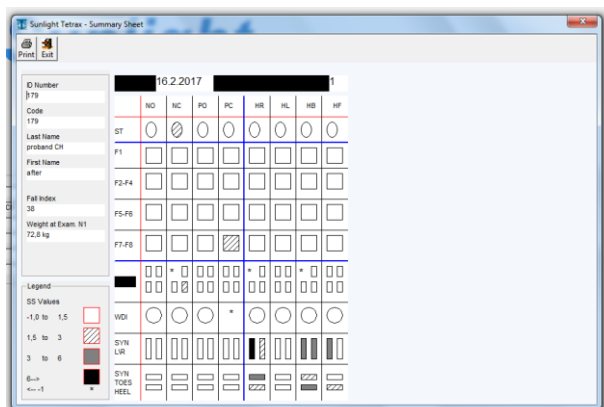 Sunlight Tetrax - Summary Sheet
Print Exit
ID Number
179
Code
179
Last Name
proband CH
First Name
after
Fall Index
38
Weight at Exam. N1
72,8 kg
Legend
SS Values
-1,0 to 1,5
1,5 to 3
3 to 6
6-->
<-- -1 *
16.2.2017 1
NO NC PO PC HR HL HB HF
ST
F1
F2-F4
F5-F6
F7-F8
* * *
WDI *
SYN
L\R
SYN
TOES
HEEL